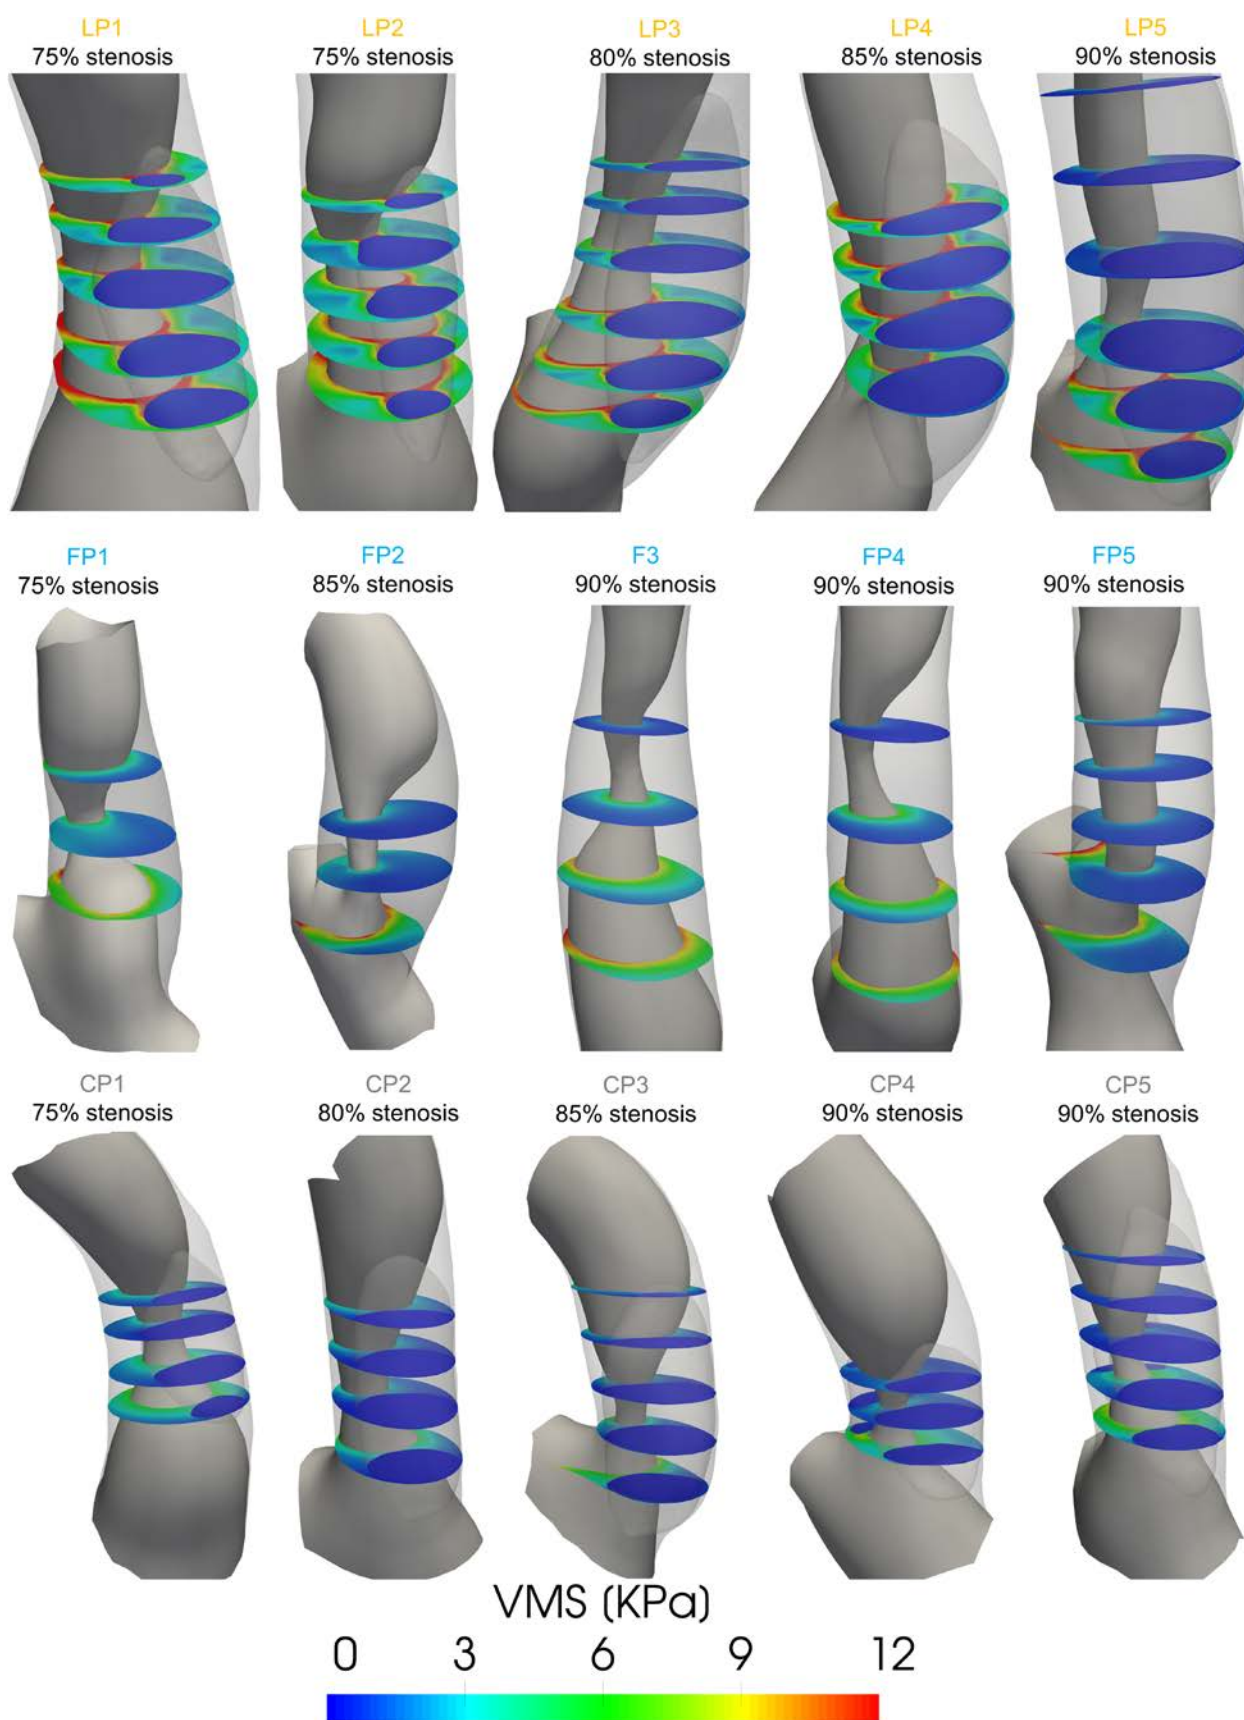 LP1 LP2 LP3 LP4 LP5
75% stenosis 75% stenosis 80% stenosis 85% stenosis 90% stenosis
FP1 FP2 F3 FP4 FP5
75% stenosis 85% stenosis 90% stenosis 90% stenosis 90% stenosis
CP1 CP2 CP3 CP4 CP5
75% stenosis 80% stenosis 85% stenosis 90% stenosis 90% stenosis
VMS (KPa)
0 3 6 9 12